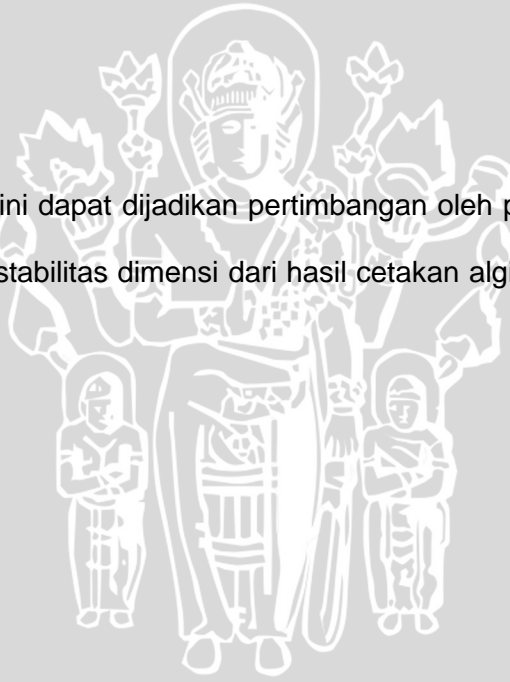 ini dapat dijadikan pertimbangan oleh p
stabilitas dimensi dari hasil cetakan alg